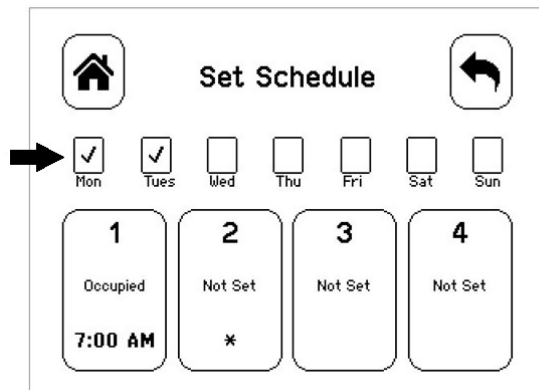 Set Schedule
Mon Tues Wed Thu Fri Sat Sun
1 2 3 4
Occupied Not Set Not Set Not Set
7:00 AM *